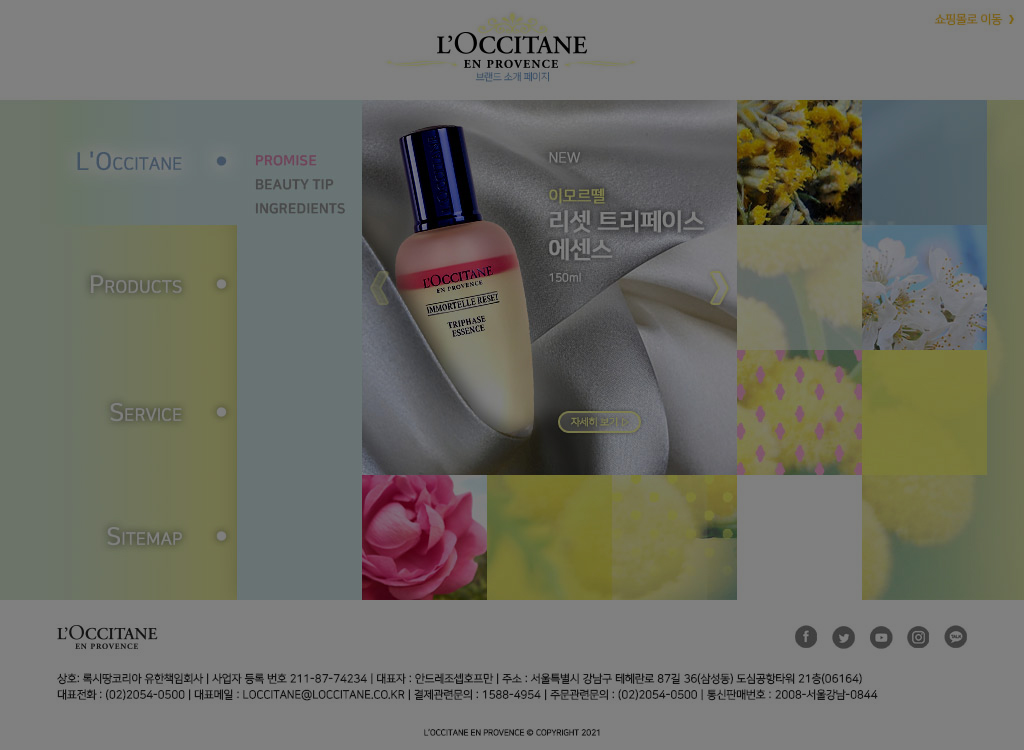 쇼핑몰로 이동 》
L'OCCITANE
EN PROVENCE
브랜드 소개 페이지
L'OCCITANE
PROMISE
BEAUTY TIP
INGREDIENTS
PRODUCTS
SERVICE
SITEMAP
NEW
이모르뗄
리셋 트리페이스
에센스
150ml
L'OCCITANE
EN PROVENCE
IMMORTELLE RESET
TRIPHASE
ESSENCE
자세히 보기 >
L'OCCITANE
EN PROVENCE
TALK
상호: 록시땅코리아 유한책임회사 | 사업자 등록 번호 211-87-74234 | 대표자 : 안드레조셉호프만 | 주소 : 서울특별시 강남구 테헤란로 87길 36(삼성동) 도심공항타워 21층(06164)
대표전화 : (02)2054-0500 | 대표메일 : LOCCITANE@LOCCITANE.CO.KR | 결제관련문의 : 1588-4954 | 주문관련문의 : (02)2054-0500 | 통신판매번호 : 2008-서울강남-0844
L'OCCITANE EN PROVENCE © COPYRIGHT 2021